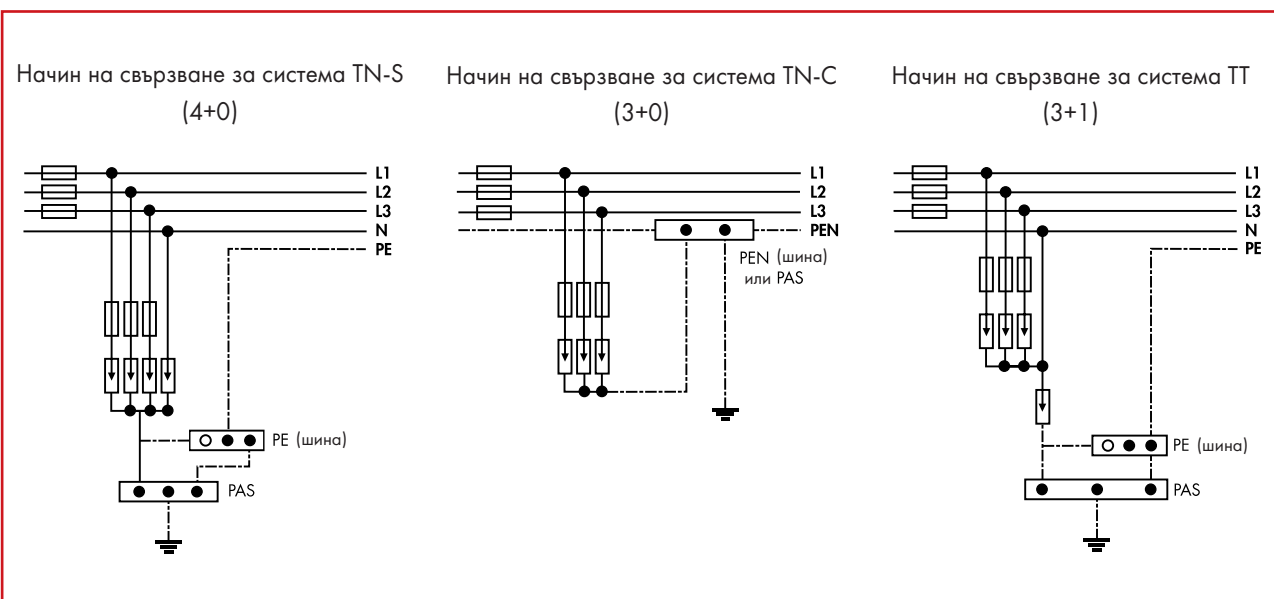 Начин на свързване за система TN-S
(4+0)
L1
L2
L3
N
PE
PE (шина)
PAS
Начин на свързване за система TN-C
(3+0)
L1
L2
L3
PEN
PEN (шина)
или PAS
Начин на свързване за система TT
(3+1)
L1
L2
L3
N
PE
PE (шина)
PAS